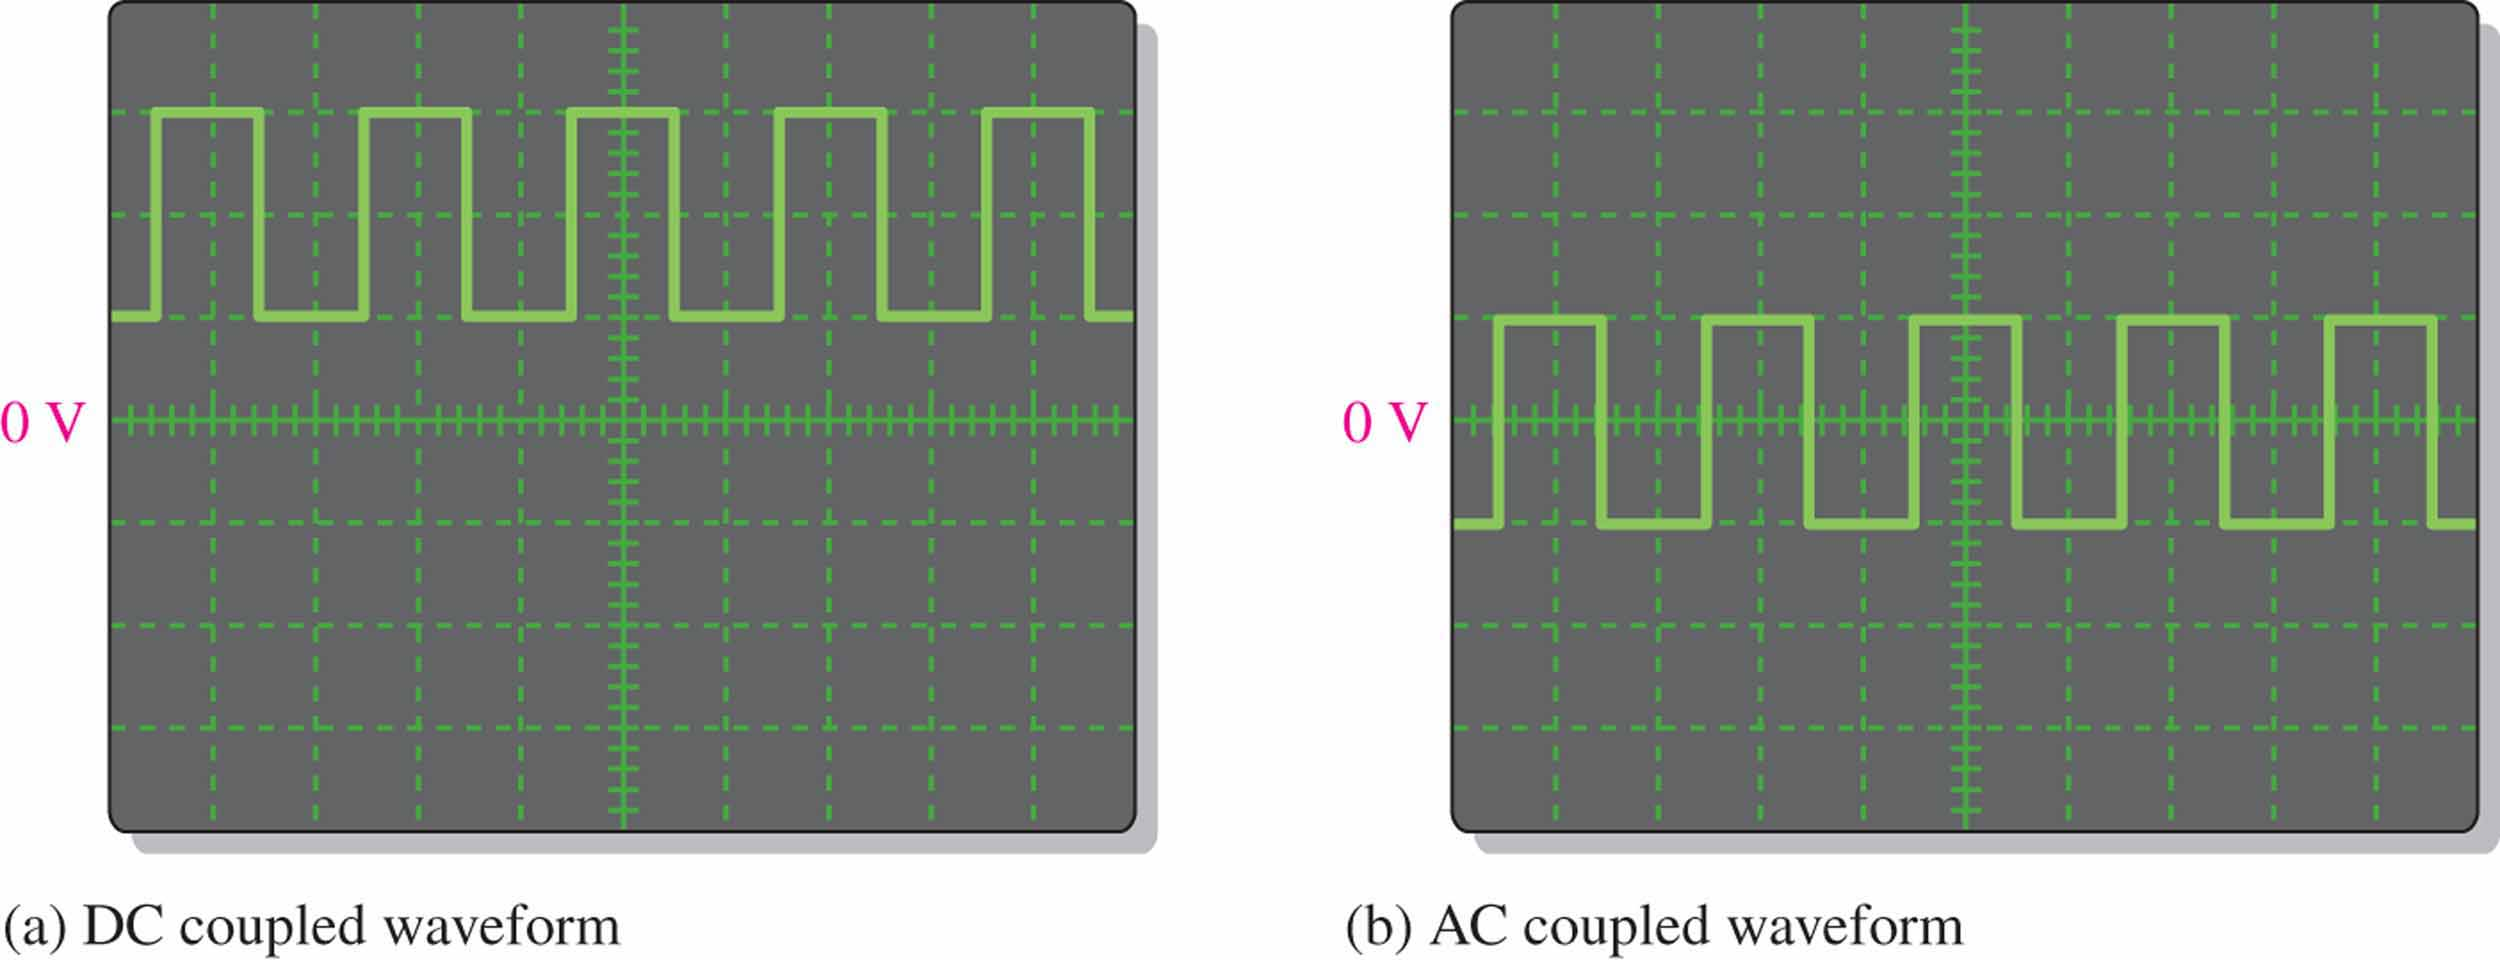 0 V
0 V
(a) DC coupled waveform
(b) AC coupled waveform